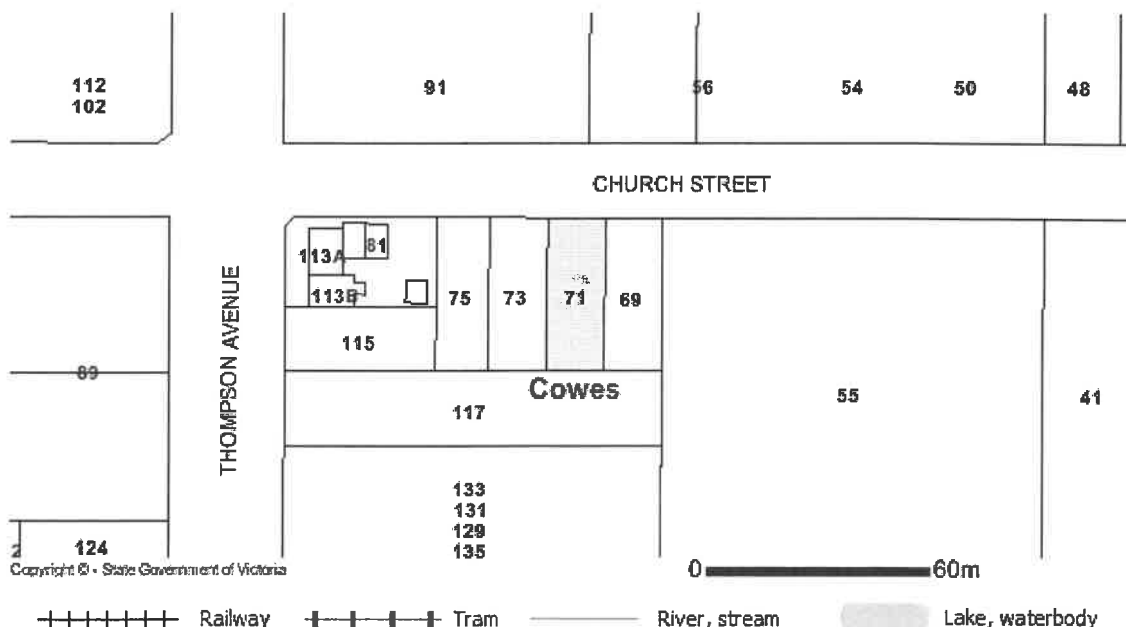 112
102
91
56
54
50
48
CHURCH STREET
113A
81
113B
75
73
71
69
115
THOMPSON AVENUE
89
Cowes
117
55
41
133
131
129
135
2
124
Copyright © - State Government of Victoria
0 60m
Railway Tram River, stream Lake, waterbody